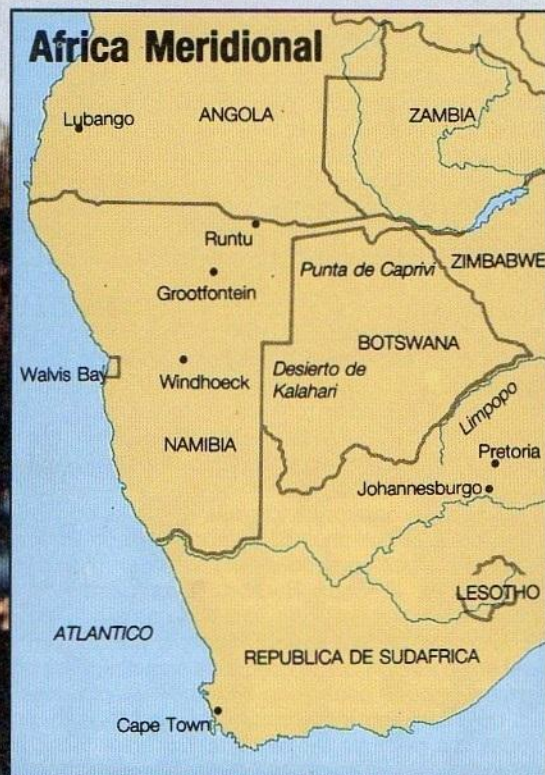 Africa Meridional
Lubango
ANGOLA
ZAMBIA
Runtu
Punta de Caprivi
ZIMBABWE
Grootfontein
BOTSWANA
Walvis Bay
Windhoeck
Desierto de
Kalahari
Limpopo
NAMIBIA
Pretoria
Johannesburgo
LESOTHO
ATLANTICO
REPUBLICA DE SUDAFRICA
Cape Town